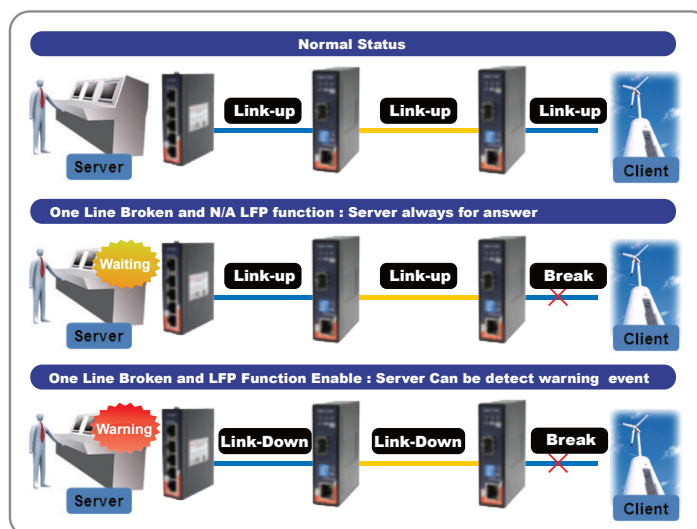 Normal Status
Link-up Link-up Link-up
Server Client
One Line Broken and N/A LFP function : Server always for answer
Waiting
Link-up Link-up Break
Server Client
One Line Broken and LFP Function Enable : Server Can be detect warning event
Warning
Link-Down Link-Down Break
Server Client